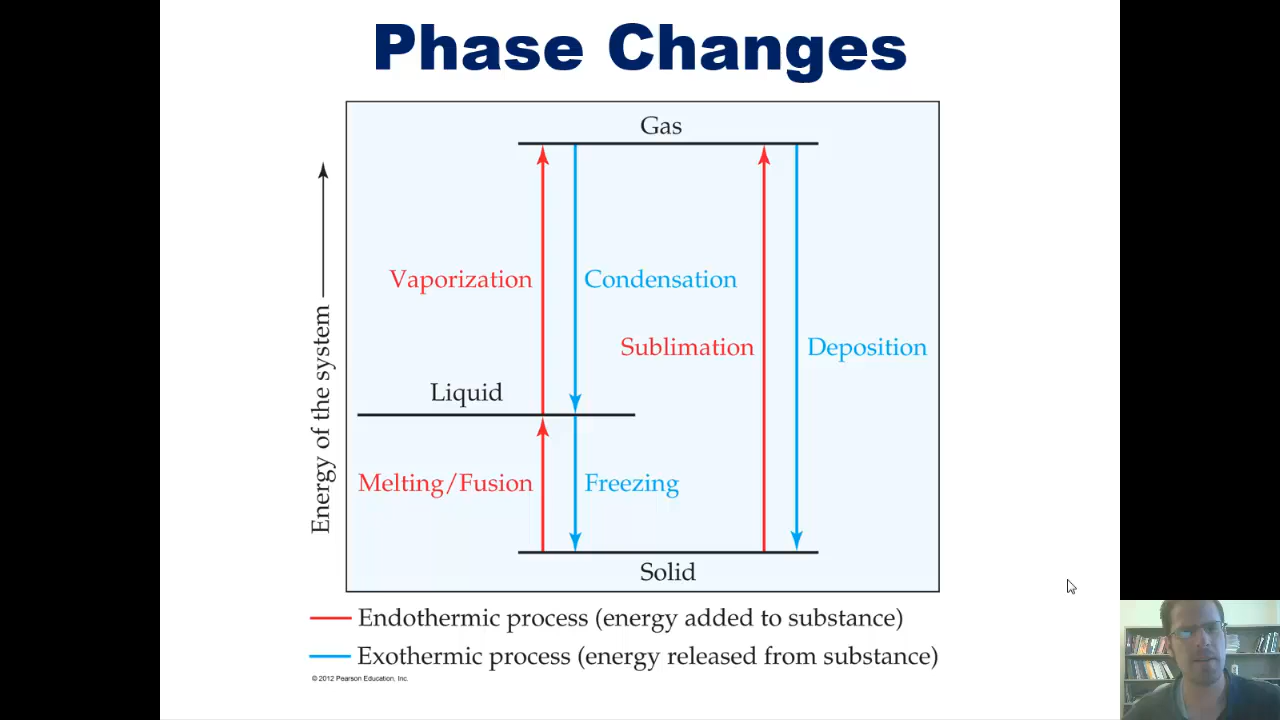 Phase Changes
Gas
Vaporization
Condensation
Sublimation
Deposition
Liquid
Melting/Fusion
Freezing
Solid
Energy of the system
Endothermic process (energy added to substance)
Exothermic process (energy released from substance)
© 2012 Pearson Education, Inc.